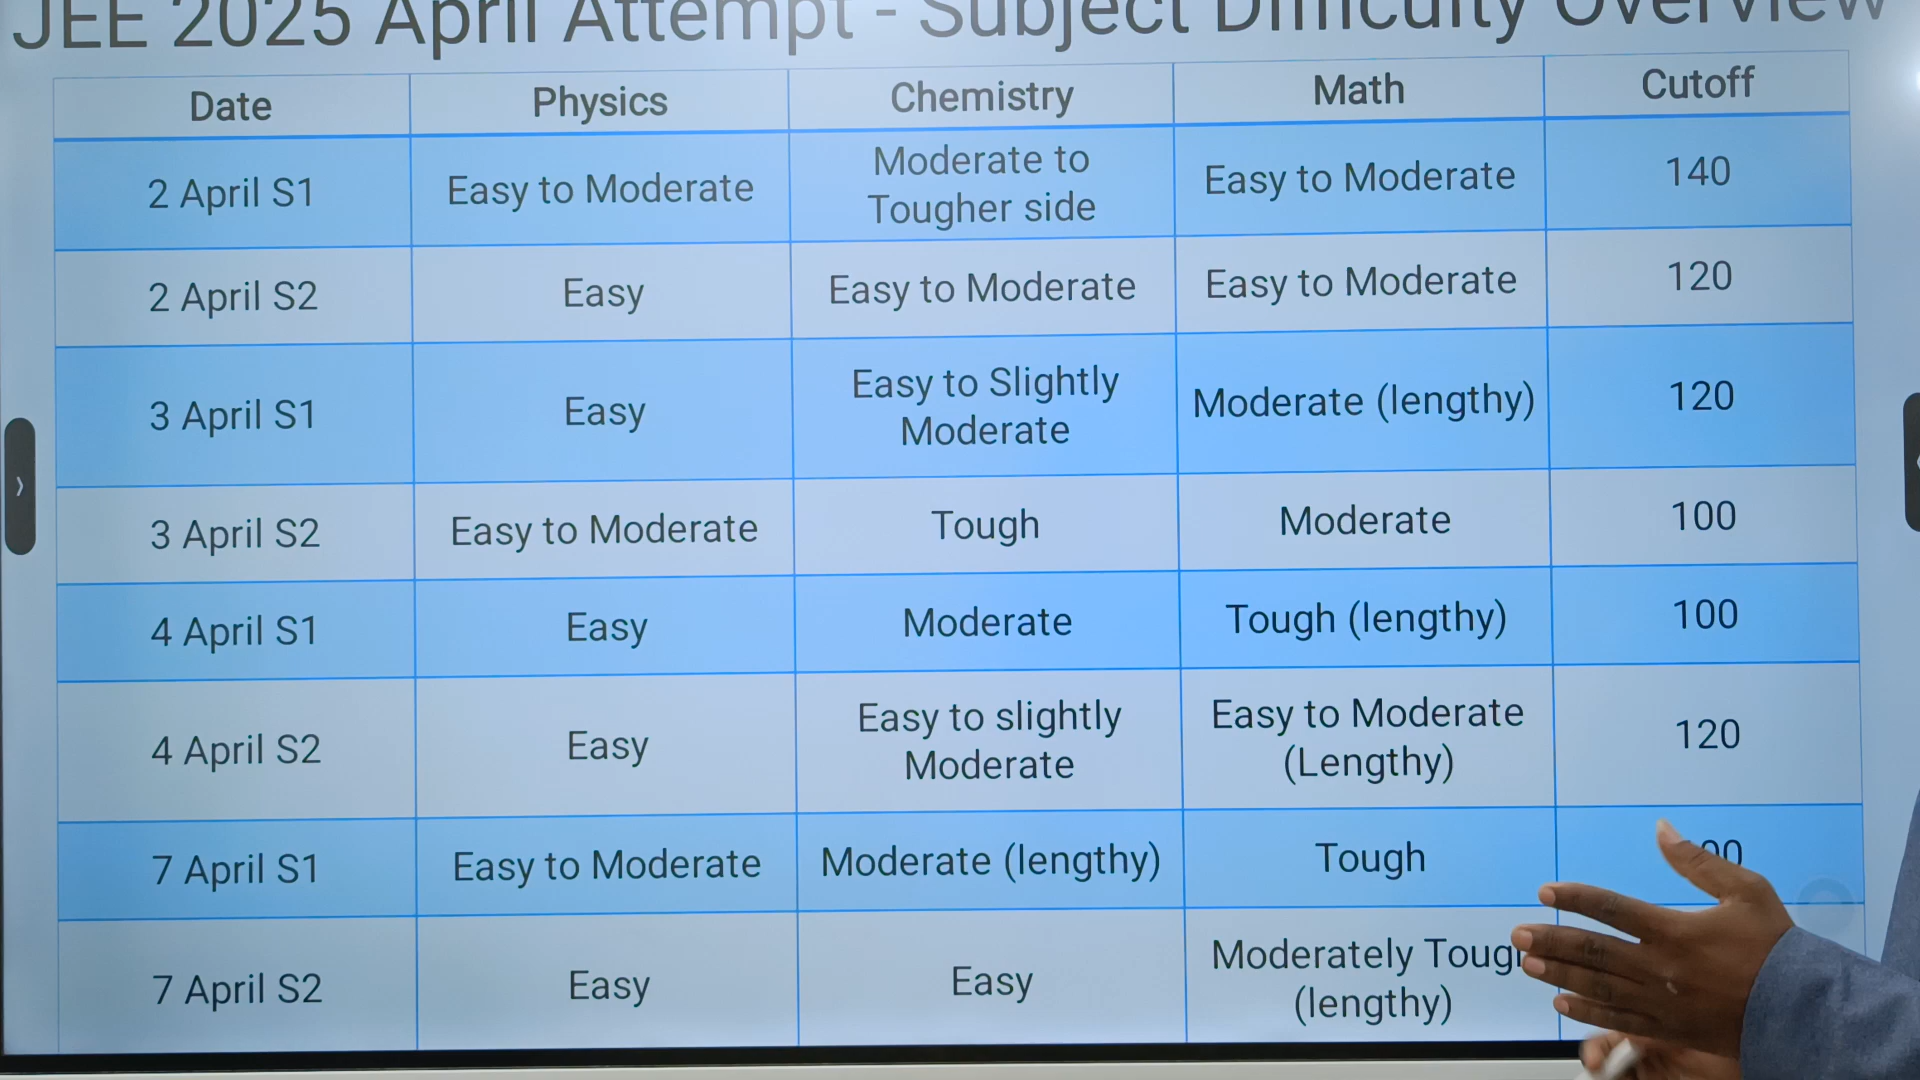 JEE 2025 April Attempt - Subject Difficulty Overview
Date Physics Chemistry Math Cutoff
2 April S1 Easy to Moderate Moderate to Tougher side Easy to Moderate 140
2 April S2 Easy Easy to Moderate Easy to Moderate 120
3 April S1 Easy Easy to Slightly Moderate Moderate (lengthy) 120
3 April S2 Easy to Moderate Tough Moderate 100
4 April S1 Easy Moderate Tough (lengthy) 100
4 April S2 Easy Easy to slightly Moderate Easy to Moderate (Lengthy) 120
7 April S1 Easy to Moderate Moderate (lengthy) Tough
7 April S2 Easy Easy Moderately (lengthy)